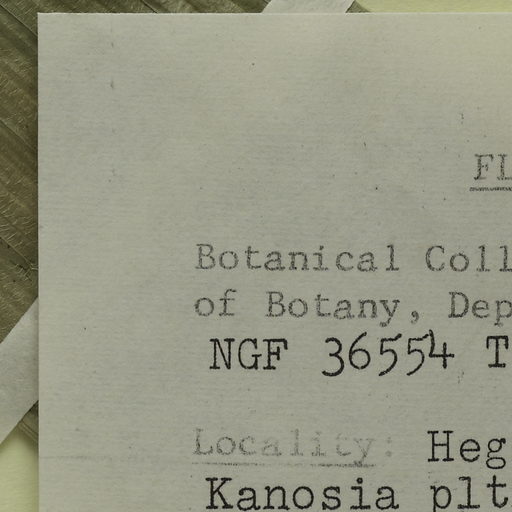 FL
Botanical Coll
of Botany, Dep
NGF 36554 T
Locality: Heg
Kanosia plt